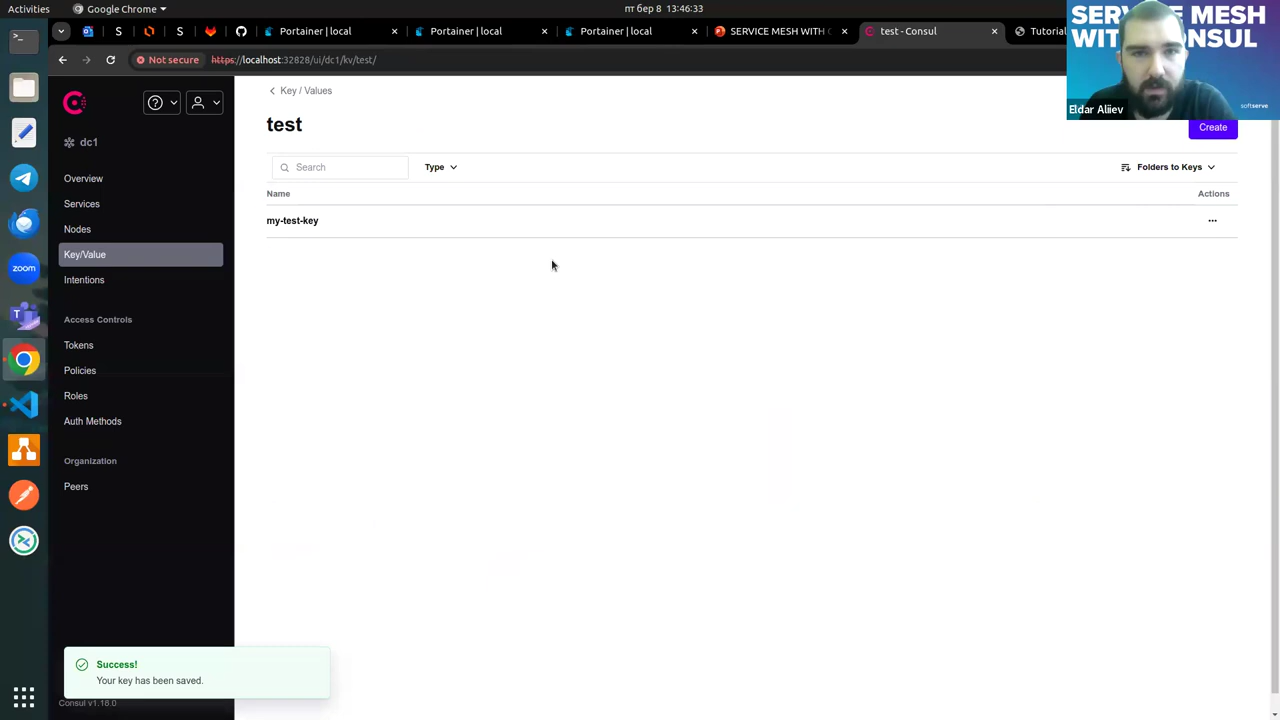 Activities
Google Chrome
пт бер 8 13:46:33
S
S
Portainer | local
Portainer | local
Portainer | local
SERVICE MESH WITH C
test - Consul
Tutorial
Not secure
https://localhost:32828/ui/dc1/kv/test/
SERVICE MESH
WITH CONSUL
Eldar Aliiev
softserve
dc1
Overview
Services
Nodes
Key/Value
Intentions
Access Controls
Tokens
Policies
Roles
Auth Methods
Organization
Peers
Key / Values
test
Create
Search
Type
Folders to Keys
Name
Actions
my-test-key
zoom
Success!
Your key has been saved.
Consul v1.18.0